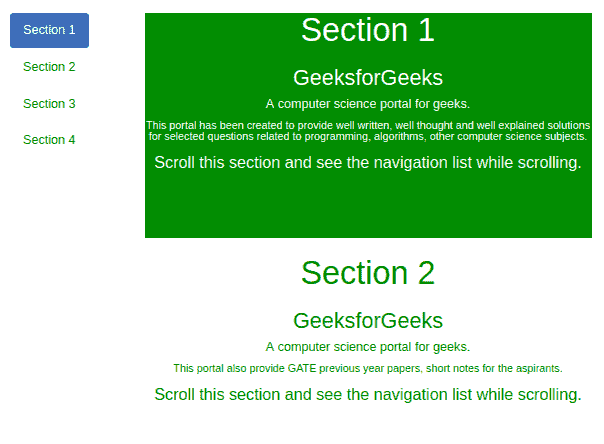 Section 1
Section 2
Section 3
Section 4
Section 1
GeeksforGeeks
A computer science portal for geeks.
This portal has been created to provide well written, well thought and well explained solutions
for selected questions related to programming, algorithms, other computer science subjects.
Scroll this section and see the navigation list while scrolling.
Section 2
GeeksforGeeks
A computer science portal for geeks.
This portal also provide GATE previous year papers, short notes for the aspirants.
Scroll this section and see the navigation list while scrolling.